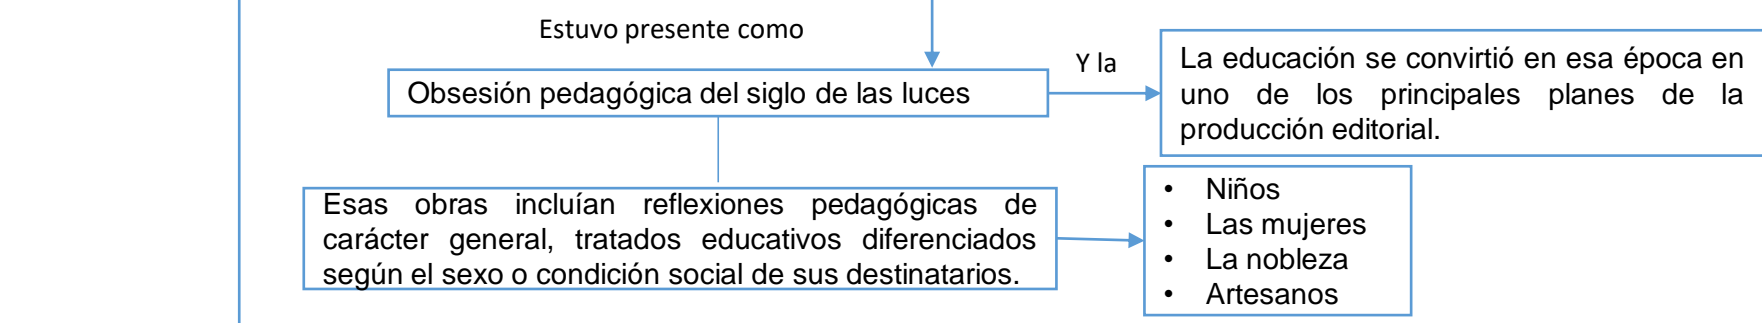 Estuvo presente como
Obsesión pedagógica del siglo de las luces
Y la
La educación se convirtió en esa época en
uno de los principales planes de la
producción editorial.
Esas obras incluían reflexiones pedagógicas de
carácter general, tratados educativos diferenciados
según el sexo o condición social de sus destinatarios.
• Niños
• Las mujeres
• La nobleza
• Artesanos